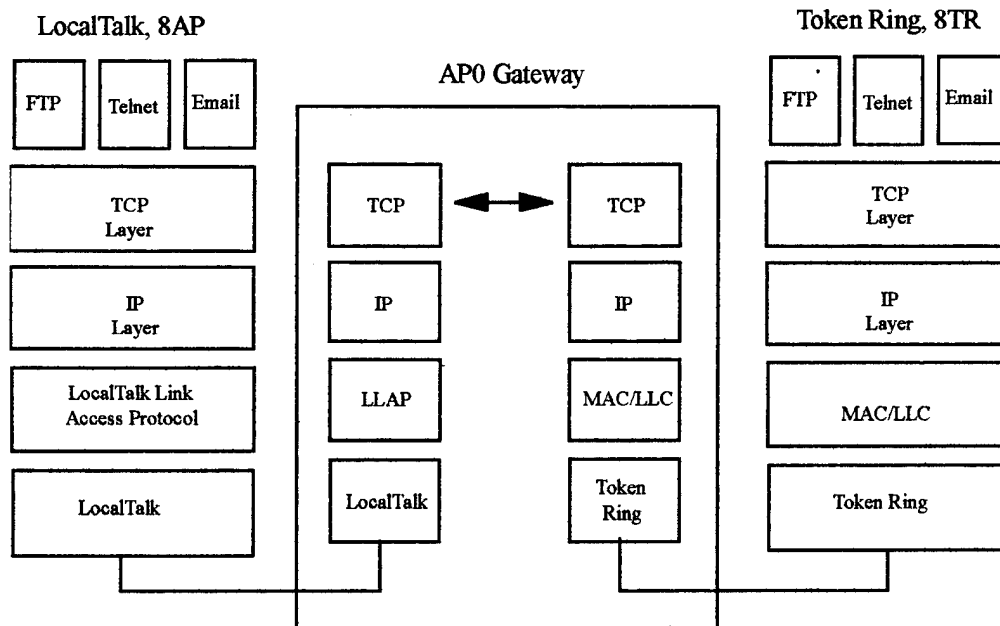 LocalTalk, 8AP
Token Ring, 8TR
AP0 Gateway
FTP
Telnet
Email
FTP
Telnet
Email
TCP
Layer
TCP
TCP
TCP
Layer
IP
Layer
IP
IP
IP
Layer
LocalTalk Link
Access Protocol
LLAP
MAC/LLC
MAC/LLC
LocalTalk
LocalTalk
Token
Ring
Token Ring